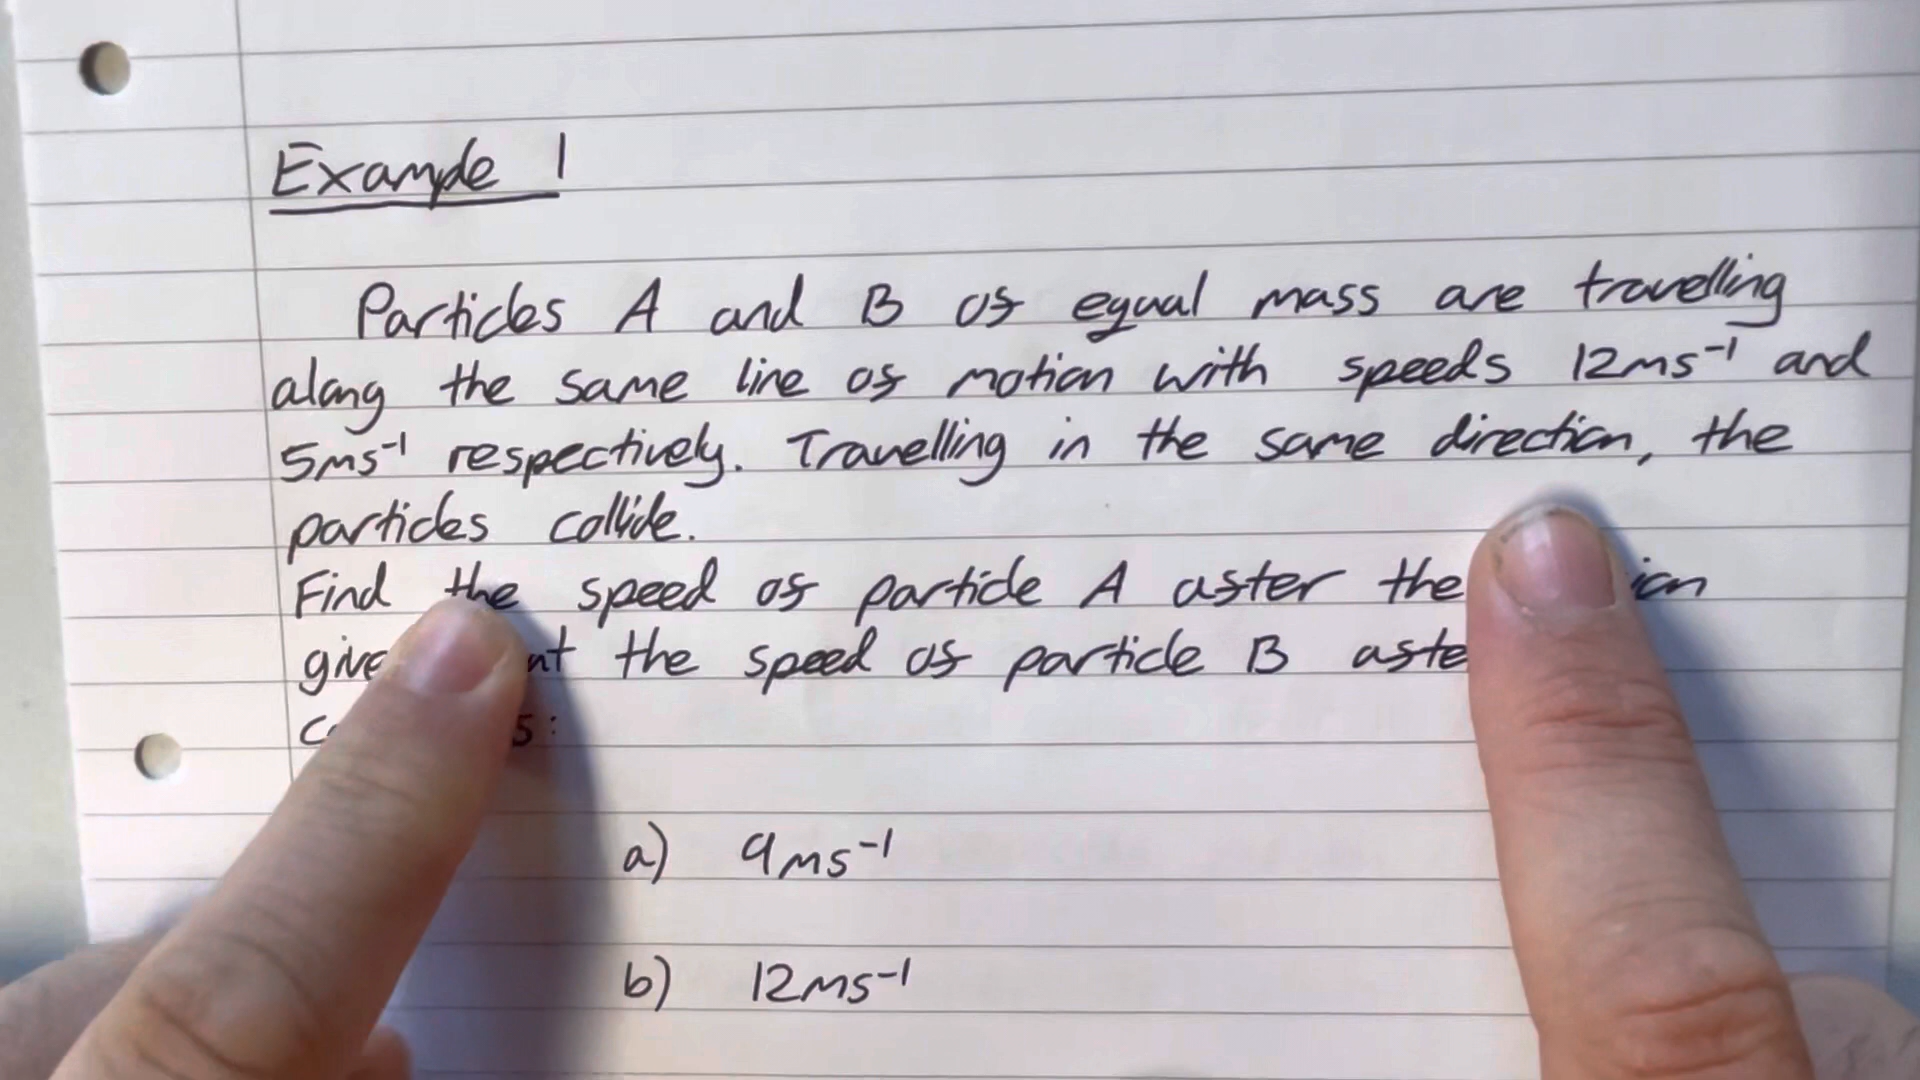 Example 1
Particles A and B of equal mass are travelling
along the same line of motion with speeds 12ms⁻¹ and
5ms⁻¹ respectively. Travelling in the same direction, the
particles collide.
Find the speed of particle A after the
the speed of particle B
a) 9ms⁻¹
b) 12ms⁻¹